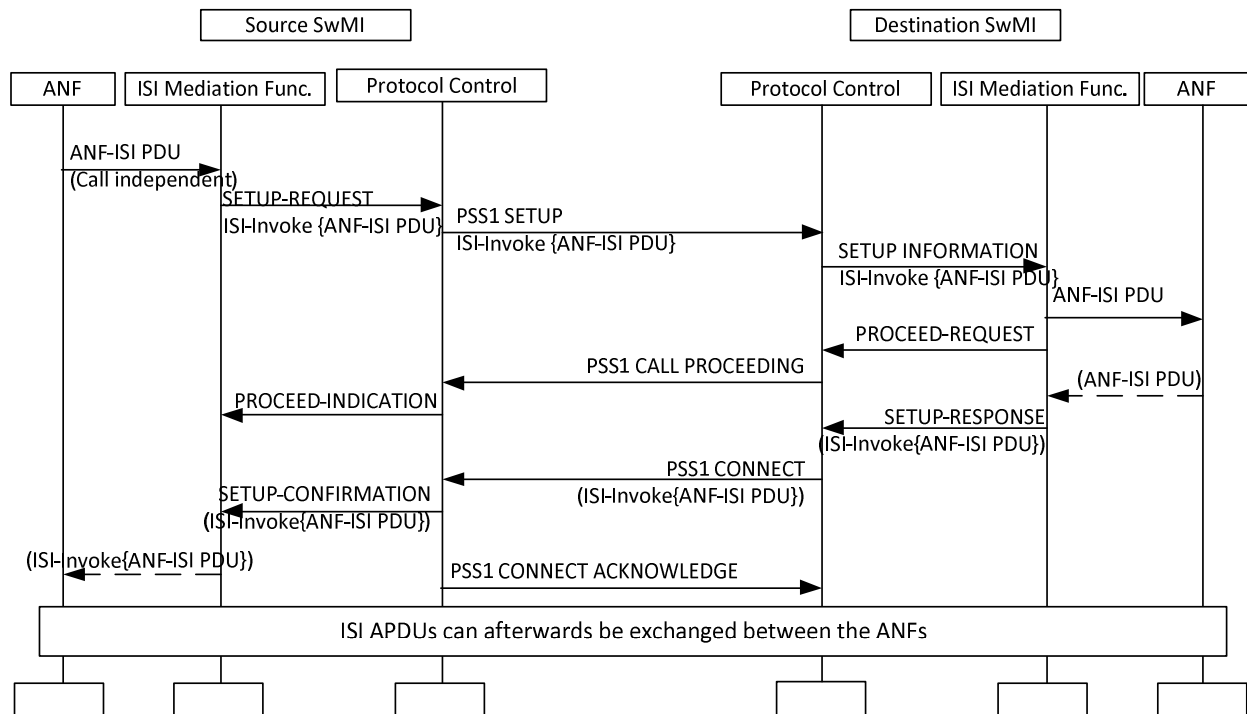 Source SwMI
Destination SwMI
ANF
ISI Mediation Func.
Protocol Control
Protocol Control
ISI Mediation Func.
ANF
ANF-ISI PDU
(Call independent)
SETUP-REQUEST
ISI-Invoke {ANF-ISI PDU}
PSS1 SETUP
ISI-Invoke {ANF-ISI PDU}
SETUP INFORMATION
ISI-Invoke {ANF-ISI PDU}
ANF-ISI PDU
PROCEED-REQUEST
PSS1 CALL PROCEEDING
(ANF-ISI PDU)
PROCEED-INDICATION
SETUP-RESPONSE
(ISI-Invoke{ANF-ISI PDU})
PSS1 CONNECT
(ISI-Invoke{ANF-ISI PDU})
SETUP-CONFIRMATION
(ISI-Invoke{ANF-ISI PDU})
(ISI-Invoke{ANF-ISI PDU})
PSS1 CONNECT ACKNOWLEDGE
ISI APDUs can afterwards be exchanged between the ANFs